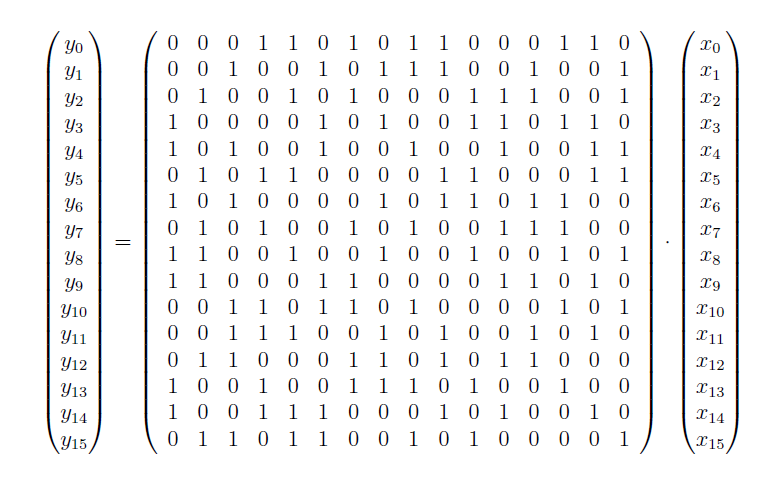 y₀ 0 0 0 1 1 0 1 0 1 1 0 0 0 1 1 0 x₀
y₁ 0 0 1 0 0 1 0 1 1 1 0 0 1 0 0 1 x₁
y₂ 0 1 0 0 1 0 1 0 0 0 1 1 1 0 0 1 x₂
y₃ 1 0 0 0 0 1 0 1 0 0 1 1 0 1 1 0 x₃
y₄ 1 0 1 0 0 1 0 0 1 0 0 1 0 0 1 1 x₄
y₅ 0 1 0 1 1 0 0 0 0 1 1 0 0 0 1 1 x₅
y₆ 1 0 1 0 0 0 0 1 0 1 1 0 1 1 0 0 x₆
y₇ = 0 1 0 1 0 0 1 0 1 0 0 1 1 1 0 0 · x₇
y₈ 1 1 0 0 1 0 0 1 0 0 1 0 0 1 0 1 x₈
y₉ 1 1 0 0 0 1 1 0 0 0 0 1 1 0 1 0 x₉
y₁₀ 0 0 1 1 0 1 1 0 1 0 0 0 0 1 0 1 x₁₀
y₁₁ 0 0 1 1 1 0 0 1 0 1 0 0 1 0 1 0 x₁₁
y₁₂ 0 1 1 0 0 0 1 1 0 1 0 1 1 0 0 0 x₁₂
y₁₃ 1 0 0 1 0 0 1 1 1 0 1 0 0 1 0 0 x₁₃
y₁₄ 1 0 0 1 1 1 0 0 0 1 0 1 0 0 1 0 x₁₄
y₁₅ 0 1 1 0 1 1 0 0 1 0 1 0 0 0 0 1 x₁₅